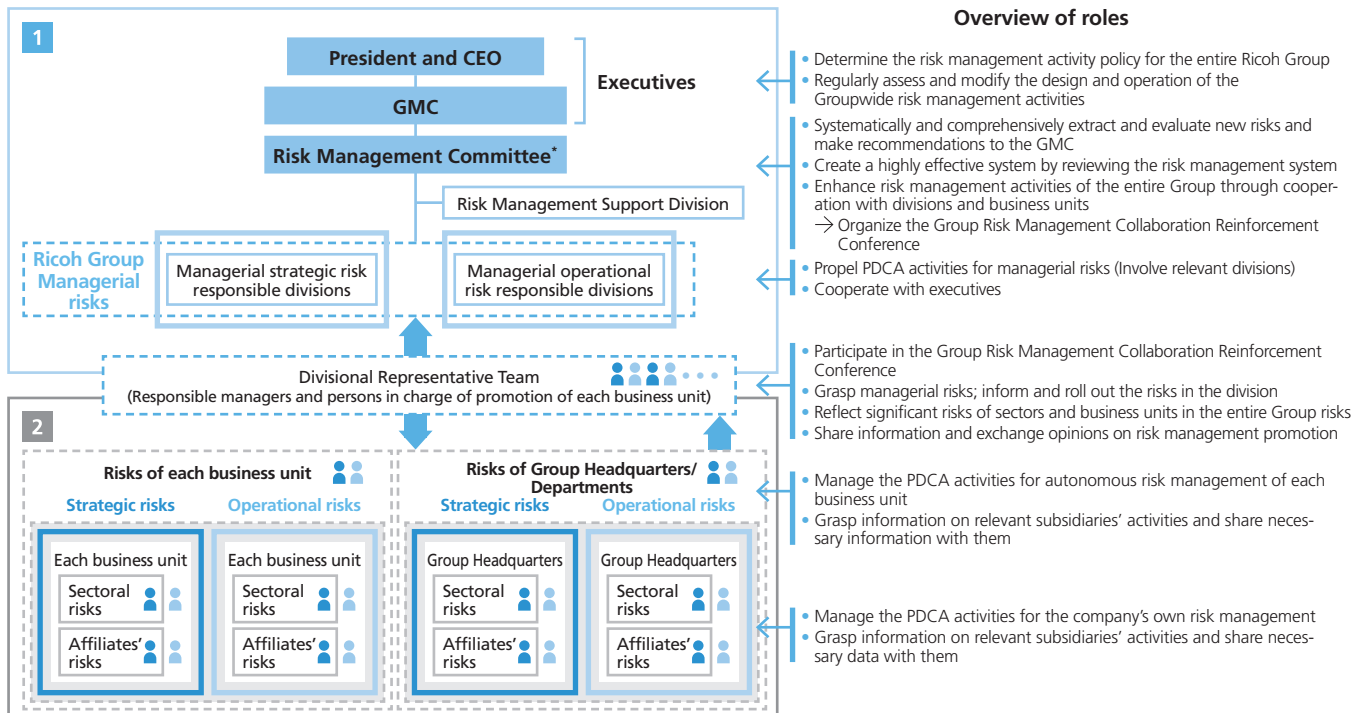 Overview of roles
1
President and CEO
GMC
Executives
Risk Management Committee*
Risk Management Support Division
Ricoh Group
Managerial
risks
Managerial strategic risk
responsible divisions
Managerial operational
risk responsible divisions
Divisional Representative Team
(Responsible managers and persons in charge of promotion of each business unit)
2
Risks of each business unit
Strategic risks
Operational risks
Each business unit
Sectoral
risks
Affiliates’
risks
Each business unit
Sectoral
risks
Affiliates’
risks
Risks of Group Headquarters/
Departments
Strategic risks
Operational risks
Group Headquarters
Sectoral
risks
Affiliates’
risks
Group Headquarters
Sectoral
risks
Affiliates’
risks
• Determine the risk management activity policy for the entire Ricoh Group
• Regularly assess and modify the design and operation of the
Groupwide risk management activities
• Systematically and comprehensively extract and evaluate new risks and
make recommendations to the GMC
• Create a highly effective system by reviewing the risk management system
• Enhance risk management activities of the entire Group through cooper-
ation with divisions and business units
→ Organize the Group Risk Management Collaboration Reinforcement
Conference
• Propel PDCA activities for managerial risks (Involve relevant divisions)
• Cooperate with executives
• Participate in the Group Risk Management Collaboration Reinforcement
Conference
• Grasp managerial risks; inform and roll out the risks in the division
• Reflect significant risks of sectors and business units in the entire Group risks
• Share information and exchange opinions on risk management promotion
• Manage the PDCA activities for autonomous risk management of each
business unit
• Grasp information on relevant subsidiaries’ activities and share neces-
sary information with them
• Manage the PDCA activities for the company’s own risk management
• Grasp information on relevant subsidiaries’ activities and share neces-
sary data with them